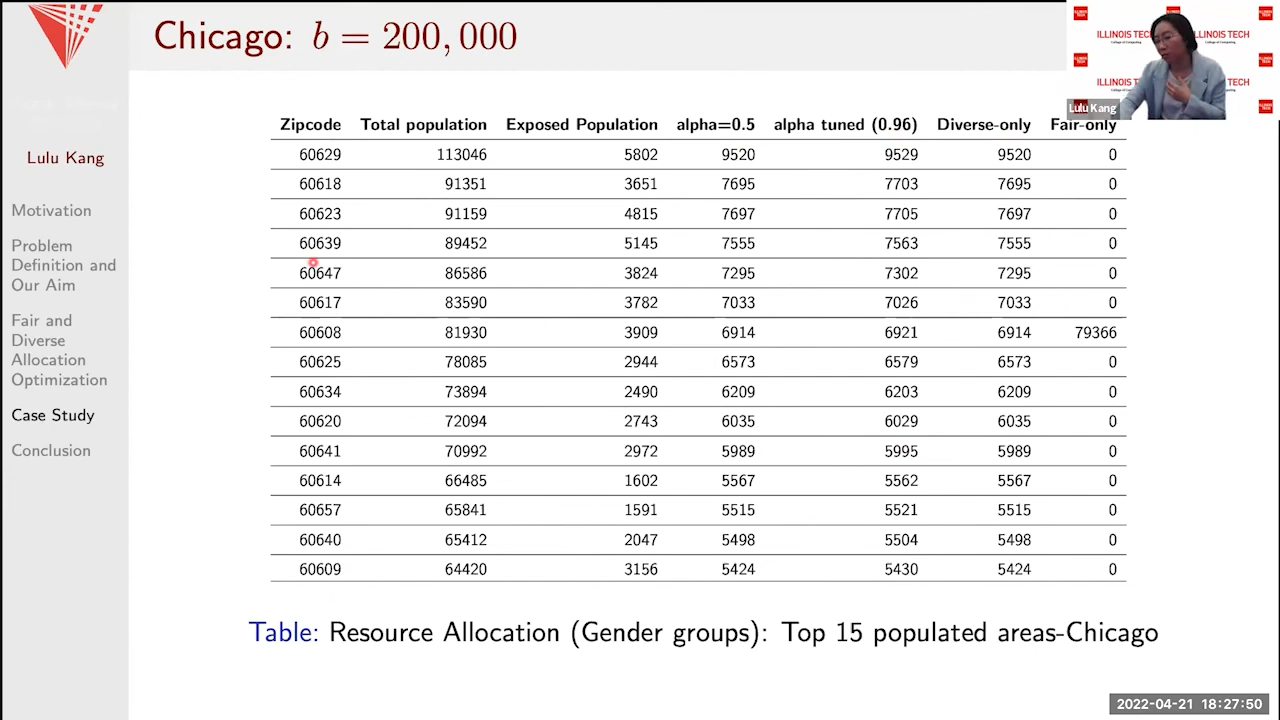 Chicago: b = 200, 000
ILLINOIS TECH
College of Computing
ILLINOIS TECH
College of Computing
Lulu Kang
Lulu Kang
Motivation
Problem
Definition and
Our Aim
Fair and
Diverse
Allocation
Optimization
Case Study
Conclusion
Zipcode Total population Exposed Population alpha=0.5 alpha tuned (0.96) Diverse-only Fair-only
60629 113046 5802 9520 9529 9520 0
60618 91351 3651 7695 7703 7695 0
60623 91159 4815 7697 7705 7697 0
60639 89452 5145 7555 7563 7555 0
60647 86586 3824 7295 7302 7295 0
60617 83590 3782 7033 7026 7033 0
60608 81930 3909 6914 6921 6914 79366
60625 78085 2944 6573 6579 6573 0
60634 73894 2490 6209 6203 6209 0
60620 72094 2743 6035 6029 6035 0
60641 70992 2972 5989 5995 5989 0
60614 66485 1602 5567 5562 5567 0
60657 65841 1591 5515 5521 5515 0
60640 65412 2047 5498 5504 5498 0
60609 64420 3156 5424 5430 5424 0
Table: Resource Allocation (Gender groups): Top 15 populated areas-Chicago
2022-04-21 18:27:50